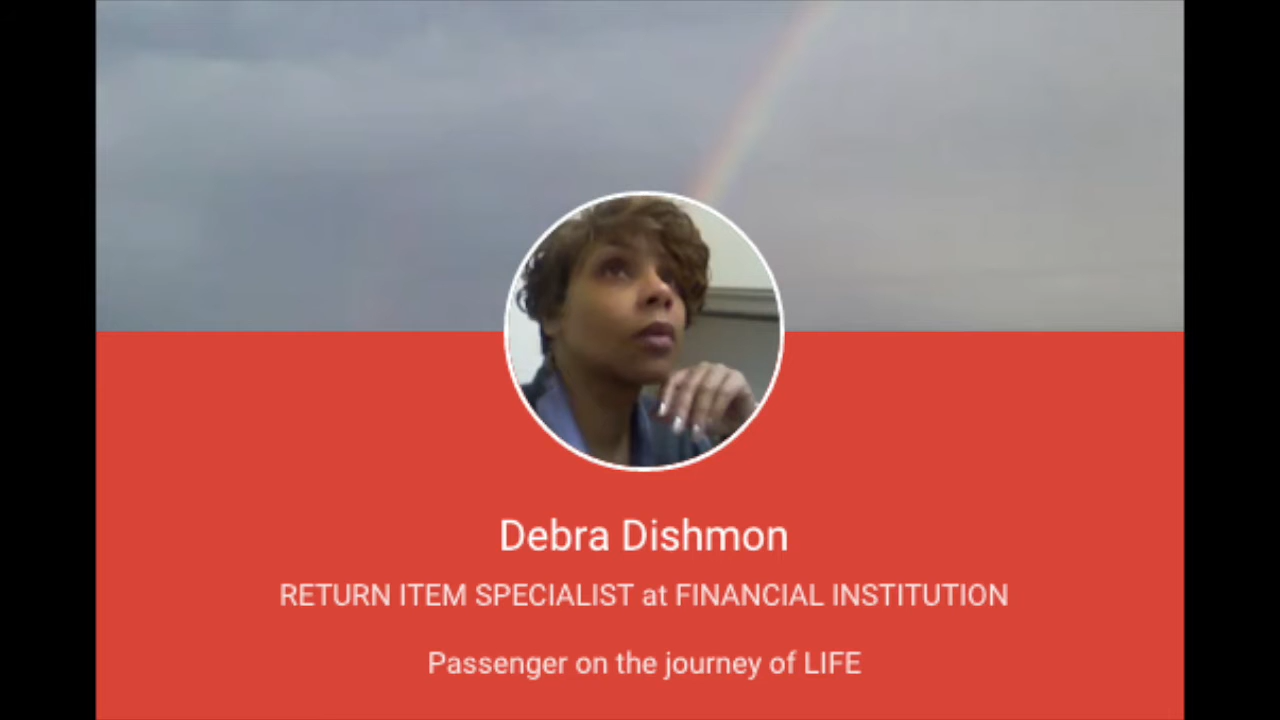 Debra Dishmon
RETURN ITEM SPECIALIST at FINANCIAL INSTITUTION
Passenger on the journey of LIFE